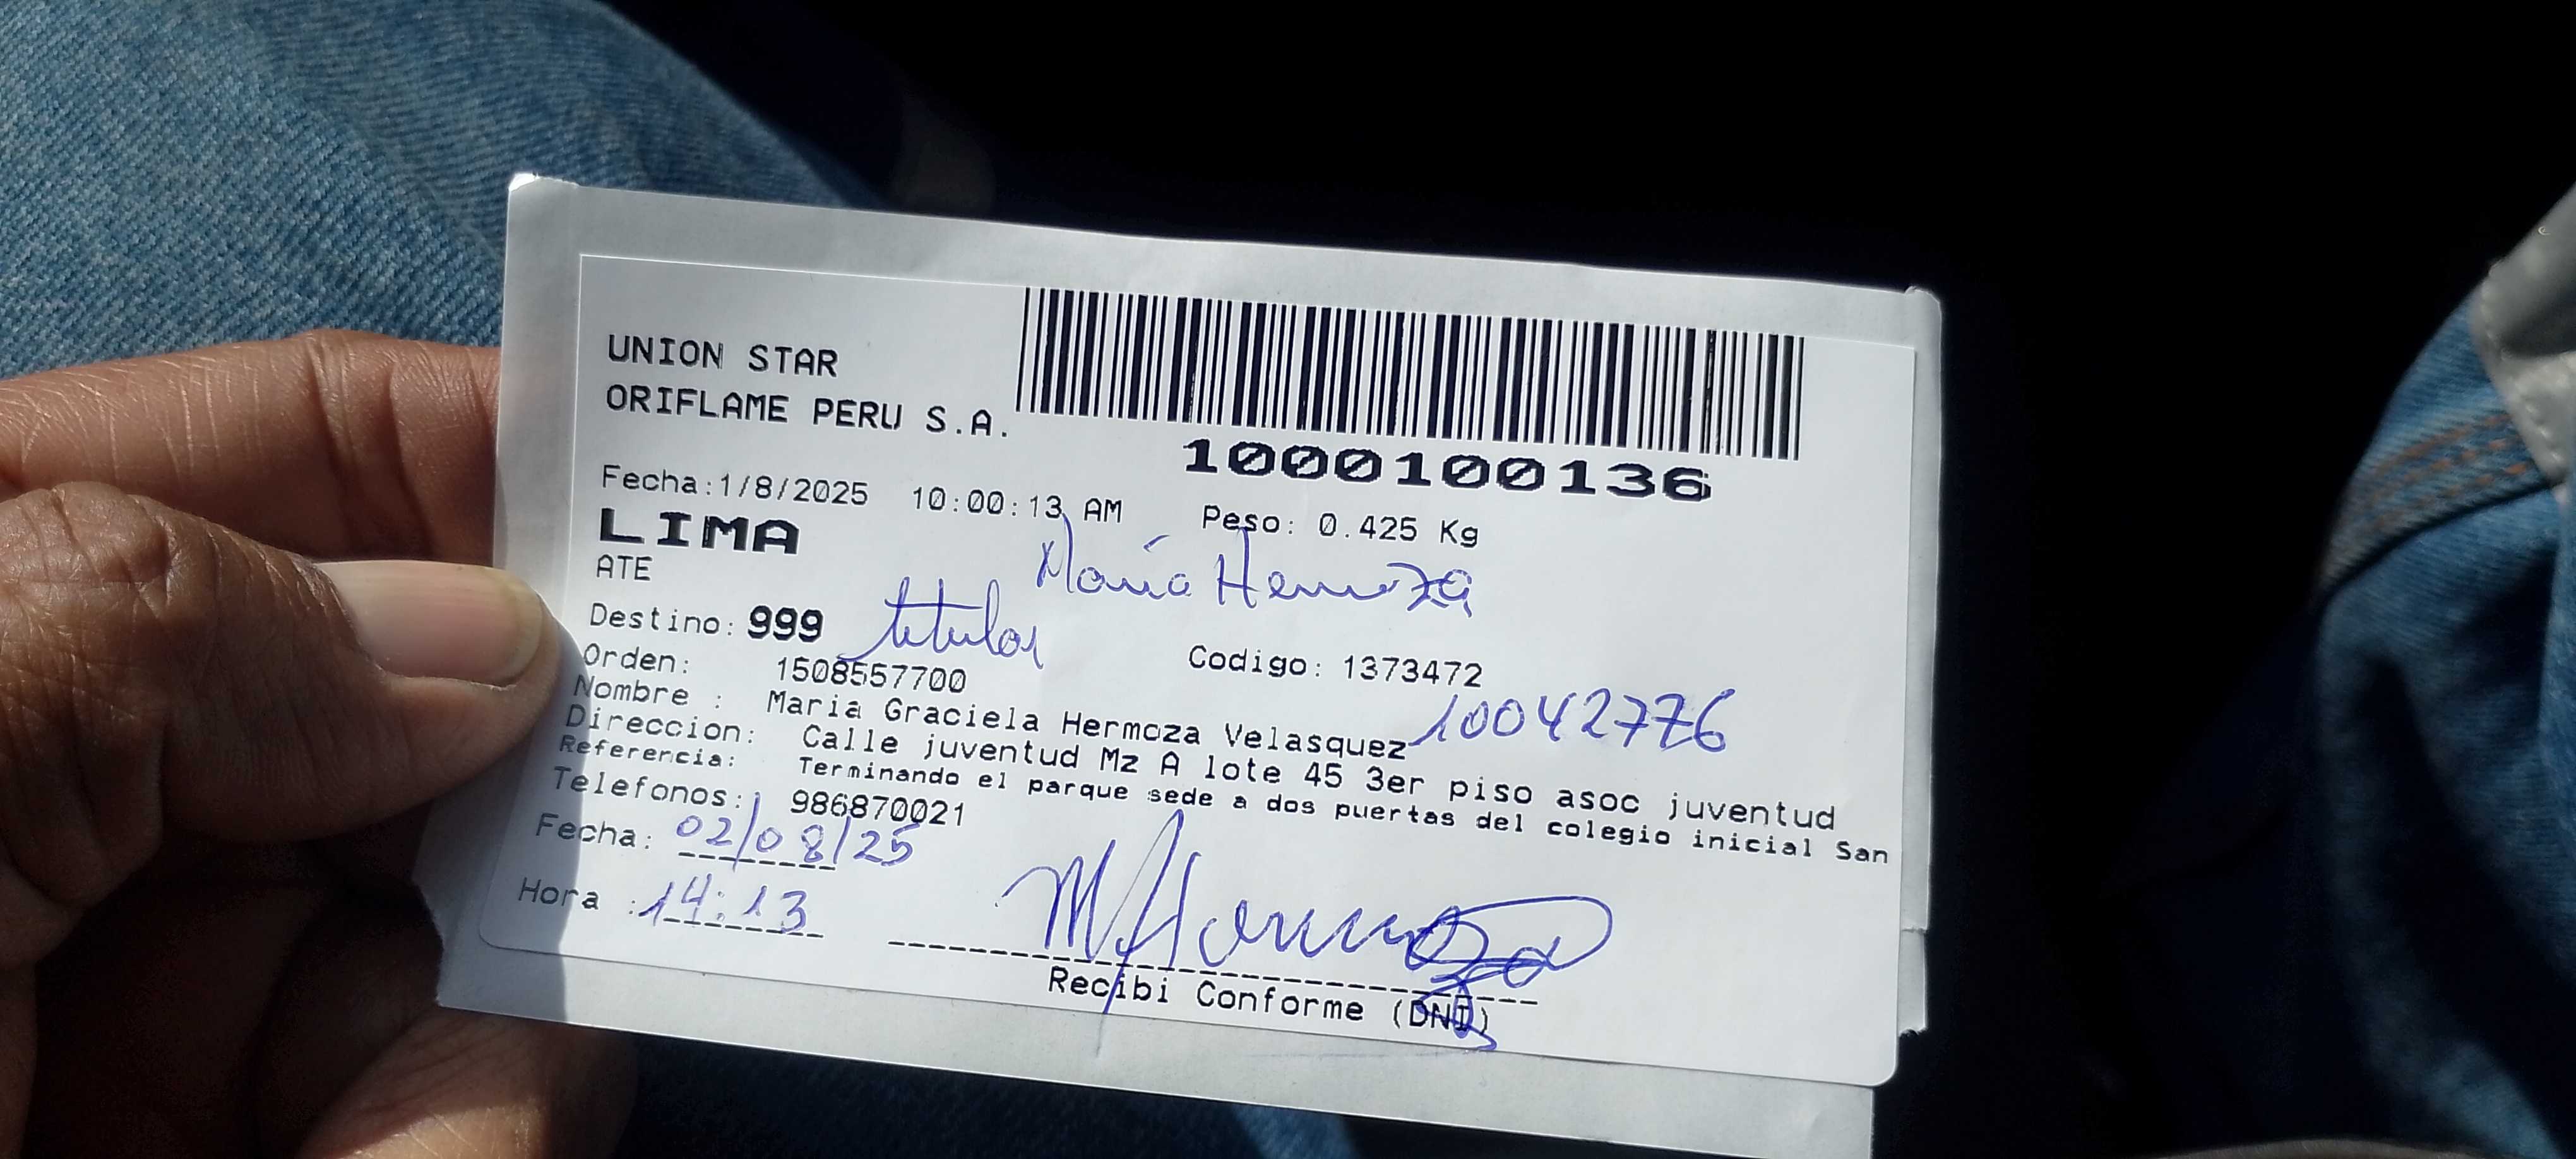 UNION STAR
ORIFLAME PERU S.A.
1000100136
Fecha:1/8/2025 10:00:13 AM Peso: 0.425 Kg
LIMA
María Hermoza
ATE
Destino: 999 titular
Orden: 1508557700 Codigo: 1373472
Nombre : Maria Graciela Hermoza Velasquez 10042776
Direccion: Calle juventud Mz A lote 45 3er piso asoc juventud
Referencia: Terminando el parque sede a dos puertas del colegio inicial San
Telefonos: 986870021
Fecha: 02/08/25
Hora : 14:13
M Hermoza
Recibi Conforme (DNI)